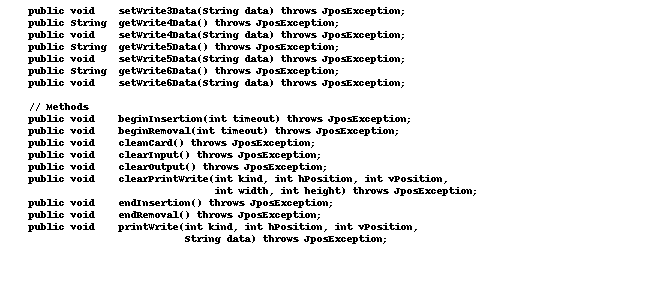 public void    setWrite3Data(String data) throws JposException;
public String  getWrite4Data() throws JposException;
public void    setWrite4Data(String data) throws JposException;
public String  getWrite5Data() throws JposException;
public void    setWrite5Data(String data) throws JposException;
public String  getWrite6Data() throws JposException;
public void    setWrite6Data(String data) throws JposException;
// Methods
public void    beginInsertion(int timeout) throws JposException;
public void    beginRemoval(int timeout) throws JposException;
public void    cleanCard() throws JposException;
public void    clearInput() throws JposException;
public void    clearOutput() throws JposException;
public void    clearPrintWrite(int kind, int hPosition, int vPosition,
int width, int height) throws JposException;
public void    endInsertion() throws JposException;
public void    endRemoval() throws JposException;
public void    printWrite(int kind, int hPosition, int vPosition,
String data) throws JposException;